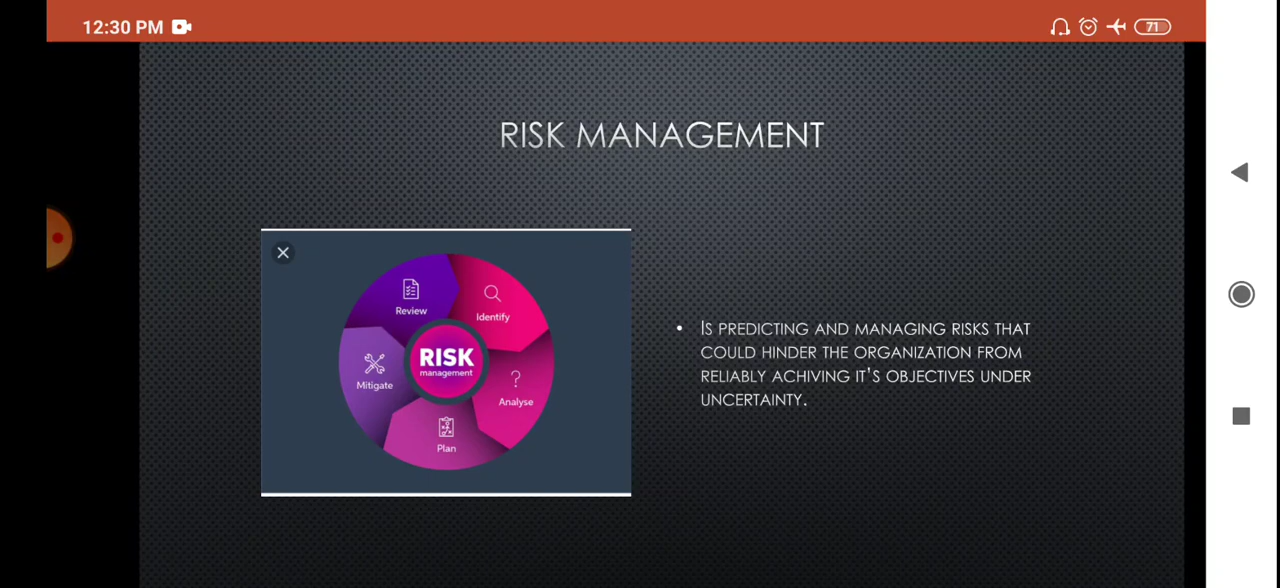 12:30 PM
71
RISK MANAGEMENT
Review
Identify
RISK
management
Mitigate
Analyse
Plan
• Is predicting and managing risks that
could hinder the organization from
reliably achiving it's objectives under
uncertainty.